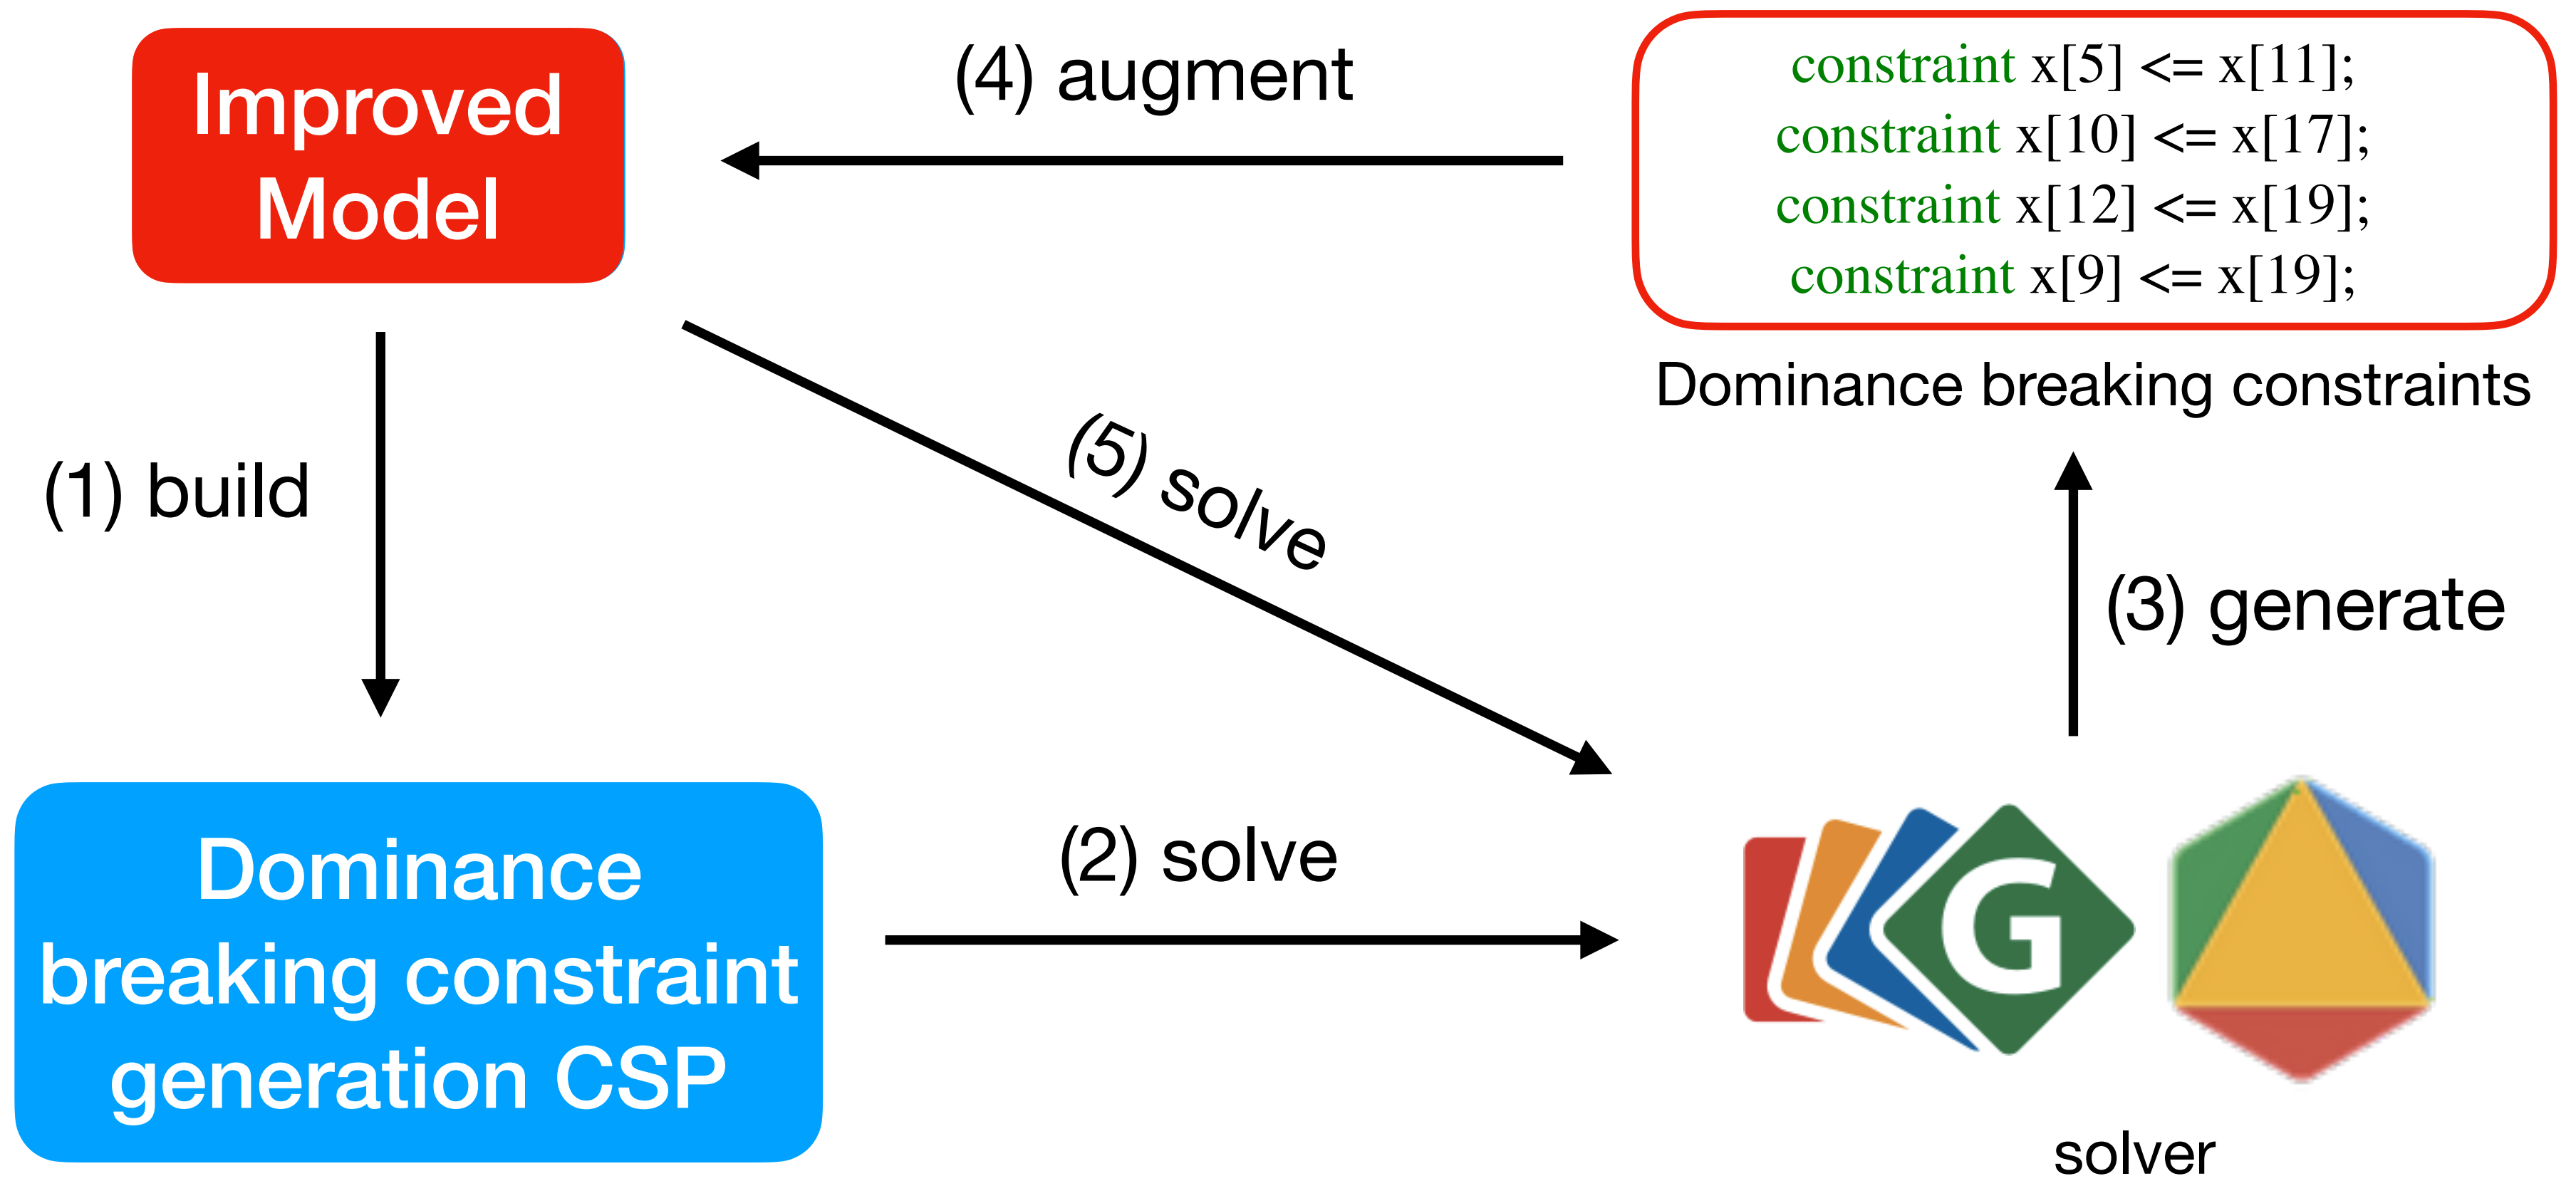 Improved
Model
(4) augment
constraint x[5] <= x[11];
constraint x[10] <= x[17];
constraint x[12] <= x[19];
constraint x[9] <= x[19];
Dominance breaking constraints
(1) build
(5) solve
(3) generate
Dominance
breaking constraint
generation CSP
(2) solve
G
solver